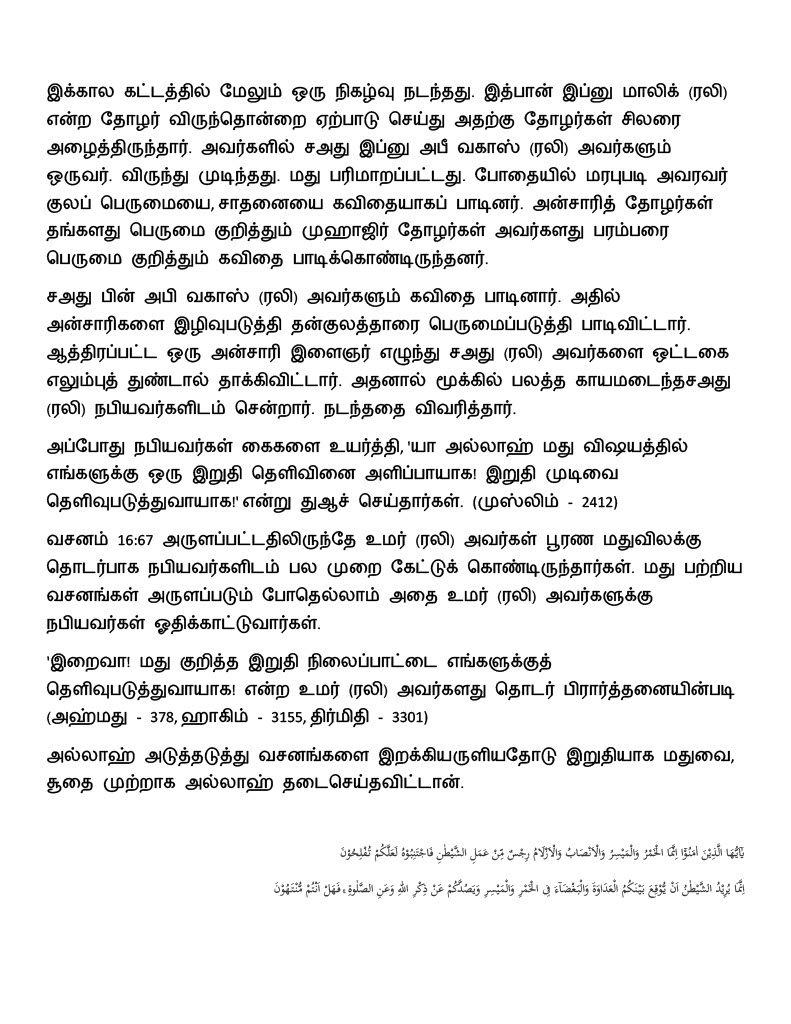 இக்கால கட்டத்தில் மேலும் ஒரு நிகழ்வு நடந்தது. இத்பான் இப்னு மாலிக் (ரலி)
என்ற தோழர் விருந்தொன்றை ஏற்பாடு செய்து அதற்கு தோழர்கள் சிலரை
அழைத்திருந்தார். அவர்களில் சஅது இப்னு அபீ வகாஸ் (ரலி) அவர்களும்
ஒருவர். விருந்து முடிந்தது. மது பரிமாறப்பட்டது. போதையில் மரபுபடி அவரவர்
குலப் பெருமையை, சாதனையை கவிதையாகப் பாடினர். அன்சாரித் தோழர்கள்
தங்களது பெருமை குறித்தும் முஹாஜிர் தோழர்கள் அவர்களது பரம்பரை
பெருமை குறித்தும் கவிதை பாடிக்கொண்டிருந்தனர்.
சஅது பின் அபி வகாஸ் (ரலி) அவர்களும் கவிதை பாடினார். அதில்
அன்சாரிகளை இழிவுபடுத்தி தன்குலத்தாரை பெருமைப்படுத்தி பாடிவிட்டார்.
ஆத்திரப்பட்ட ஒரு அன்சாரி இளைஞர் எழுந்து சஅது (ரலி) அவர்களை ஒட்டகை
எலும்புத் துண்டால் தாக்கிவிட்டார். அதனால் மூக்கில் பலத்த காயமடைந்தசஅது
(ரலி) நபியவர்களிடம் சென்றார். நடந்ததை விவரித்தார்.
அப்போது நபியவர்கள் கைகளை உயர்த்தி, 'யா அல்லாஹ் மது விஷயத்தில்
எங்களுக்கு ஒரு இறுதி தெளிவினை அளிப்பாயாக! இறுதி முடிவை
தெளிவுபடுத்துவாயாக!' என்று துஆச் செய்தார்கள். (முஸ்லிம் - 2412)
வசனம் 16:67 அருளப்பட்டதிலிருந்தே உமர் (ரலி) அவர்கள் பூரண மதுவிலக்கு
தொடர்பாக நபியவர்களிடம் பல முறை கேட்டுக் கொண்டிருந்தார்கள். மது பற்றிய
வசனங்கள் அருளப்படும் போதெல்லாம் அதை உமர் (ரலி) அவர்களுக்கு
நபியவர்கள் ஓதிக்காட்டுவார்கள்.
'இறைவா! மது குறித்த இறுதி நிலைப்பாட்டை எங்களுக்குத்
தெளிவுபடுத்துவாயாக! என்ற உமர் (ரலி) அவர்களது தொடர் பிரார்த்தனையின்படி
(அஹ்மது - 378, ஹாகிம் - 3155, திர்மிதி - 3301)
அல்லாஹ் அடுத்தடுத்து வசனங்களை இறக்கியருளியதோடு இறுதியாக மதுவை,
சூதை முற்றாக அல்லாஹ் தடைசெய்தவிட்டான்.
يٰٓاَيُّهَا الَّذِيْنَ اٰمَنُوْٓا اِنَّمَا الْخَمْرُ وَالْمَيْسِرُ وَالْاَنْصَابُ وَالْاَزْلَامُ رِجْسٌ مِّنْ عَمَلِ الشَّيْطٰنِ فَاجْتَنِبُوْهُ لَعَلَّكُمْ تُفْلِحُوْنَ
اِنَّمَا يُرِيْدُ الشَّيْطٰنُ اَنْ يُّوْقِعَ بَيْنَكُمُ الْعَدَاوَةَ وَالْبَغْضَآءَ فِى الْخَمْرِ وَالْمَيْسِرِ وَيَصُدَّكُمْ عَنْ ذِكْرِ اللّٰهِ وَعَنِ الصَّلٰوةِ ۚ فَهَلْ اَنْتُمْ مُّنْتَهُوْنَ